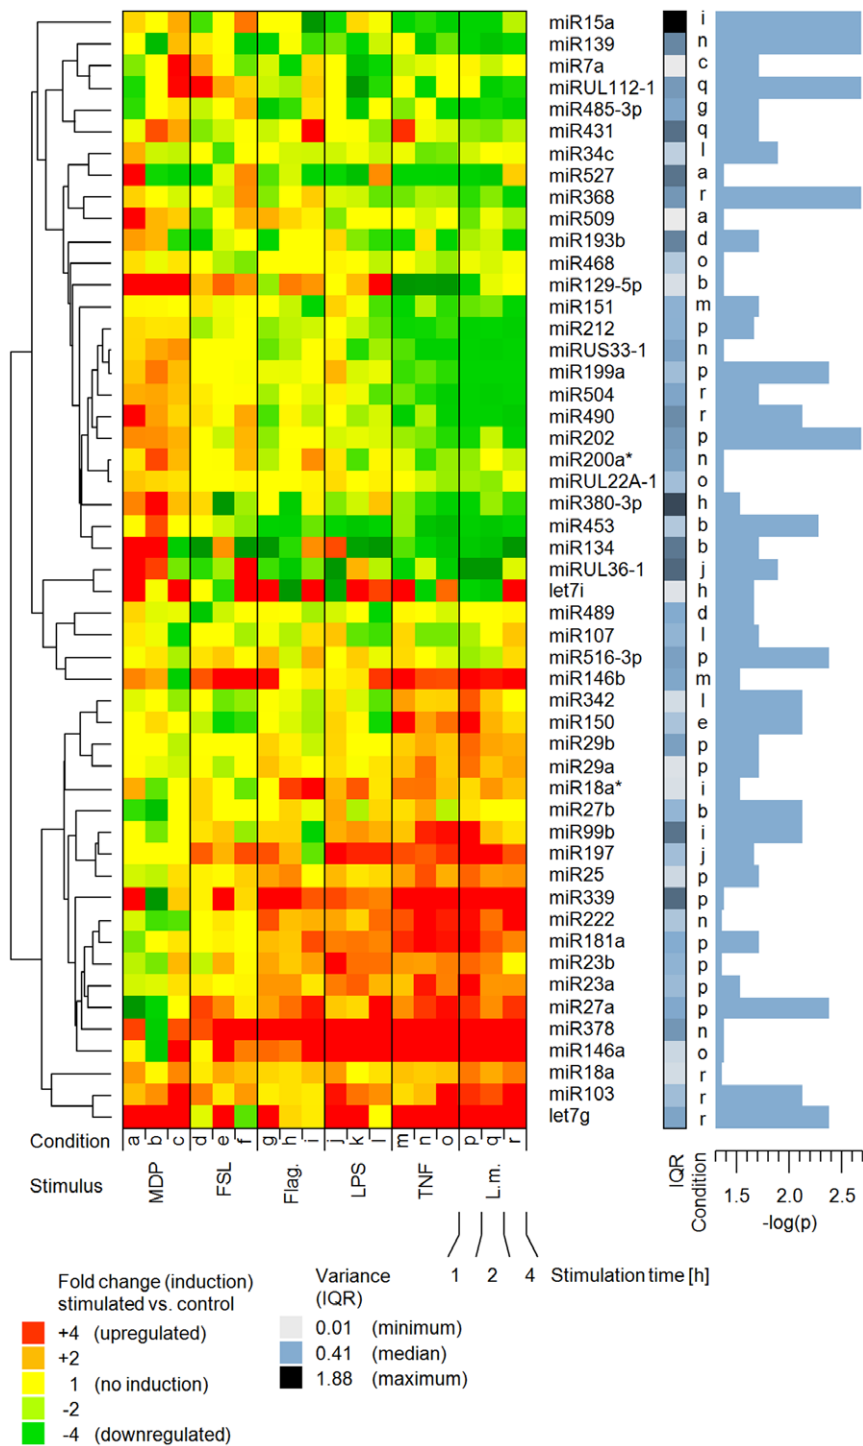 miR15a i
miR139 n
miR7a c
miRUL112-1 q
miR485-3p g
miR431 q
miR34c l
miR527 a
miR368 r
miR509 a
miR193b d
miR468 o
miR129-5p b
miR151 m
miR212 p
miRUS33-1 n
miR199a p
miR504 r
miR490 r
miR202 p
miR200a* n
miRUL22A-1 o
miR380-3p h
miR453 b
miR134 b
miRUL36-1 j
let7i h
miR489 d
miR107 l
miR516-3p p
miR146b m
miR342 l
miR150 e
miR29b p
miR29a p
miR18a* i
miR27b b
miR99b i
miR197 j
miR25 p
miR339 p
miR222 n
miR181a p
miR23b p
miR23a p
miR27a p
miR378 n
miR146a o
miR18a r
miR103 r
let7g r
Condition a b c d e f g h i j k l m n o p q r
Stimulus MDP FSL Flag. LPS TNF L.m.
IQR Condition 1.5 2.0 2.5
-log(p)
1 2 4 Stimulation time [h]
Fold change (induction)
stimulated vs. control
+4 (upregulated)
+2
1 (no induction)
-2
-4 (downregulated)
Variance
(IQR)
0.01 (minimum)
0.41 (median)
1.88 (maximum)